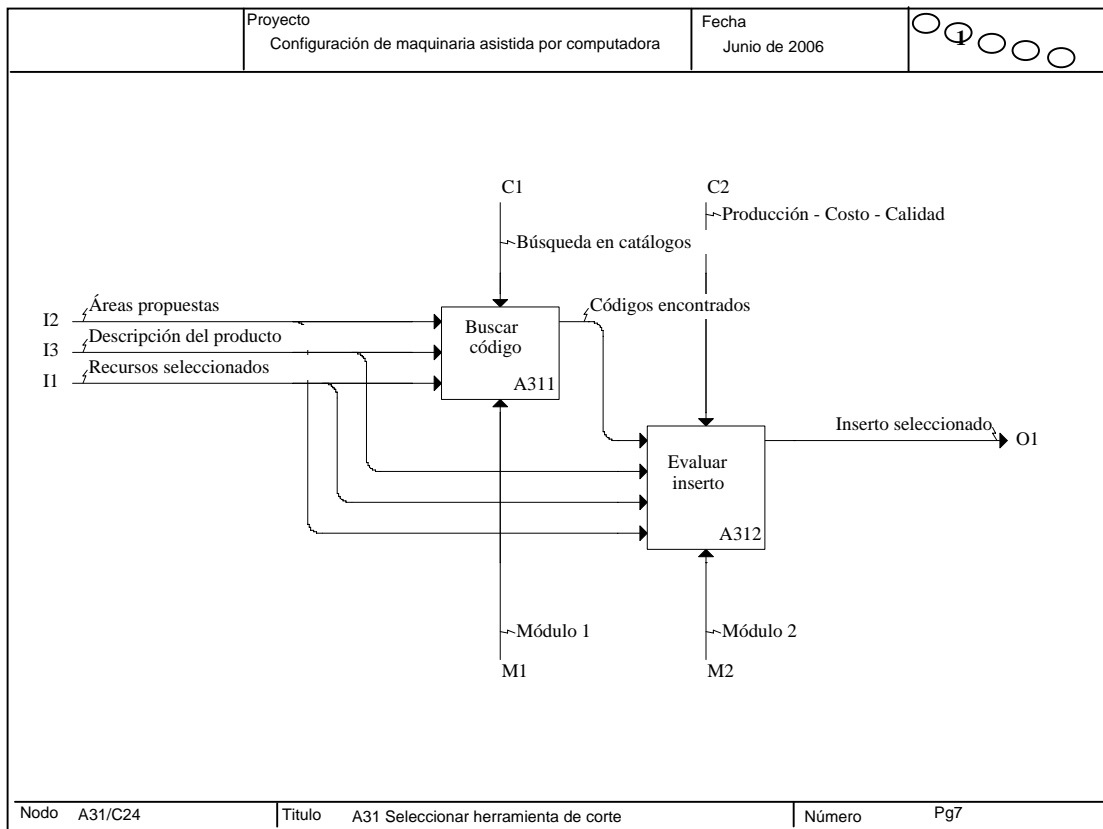 Proyecto
Configuración de maquinaria asistida por computadora
Fecha
Junio de 2006
1
C1
C2
Producción - Costo - Calidad
Búsqueda en catálogos
I2
Áreas propuestas
Códigos encontrados
I3
Descripción del producto
I1
Recursos seleccionados
Buscar
código
A311
Inserto seleccionado
O1
Evaluar
inserto
A312
Módulo 1
Módulo 2
M1
M2
Nodo
A31/C24
Titulo
A31 Seleccionar herramienta de corte
Número
Pg7